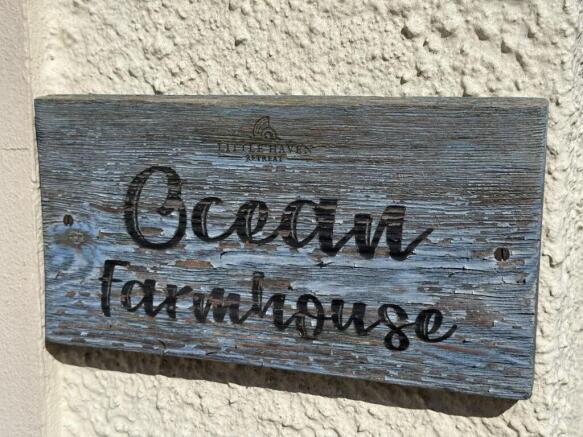 LITTLE HAVEN
RETREAT
Ocean
Farmhouse